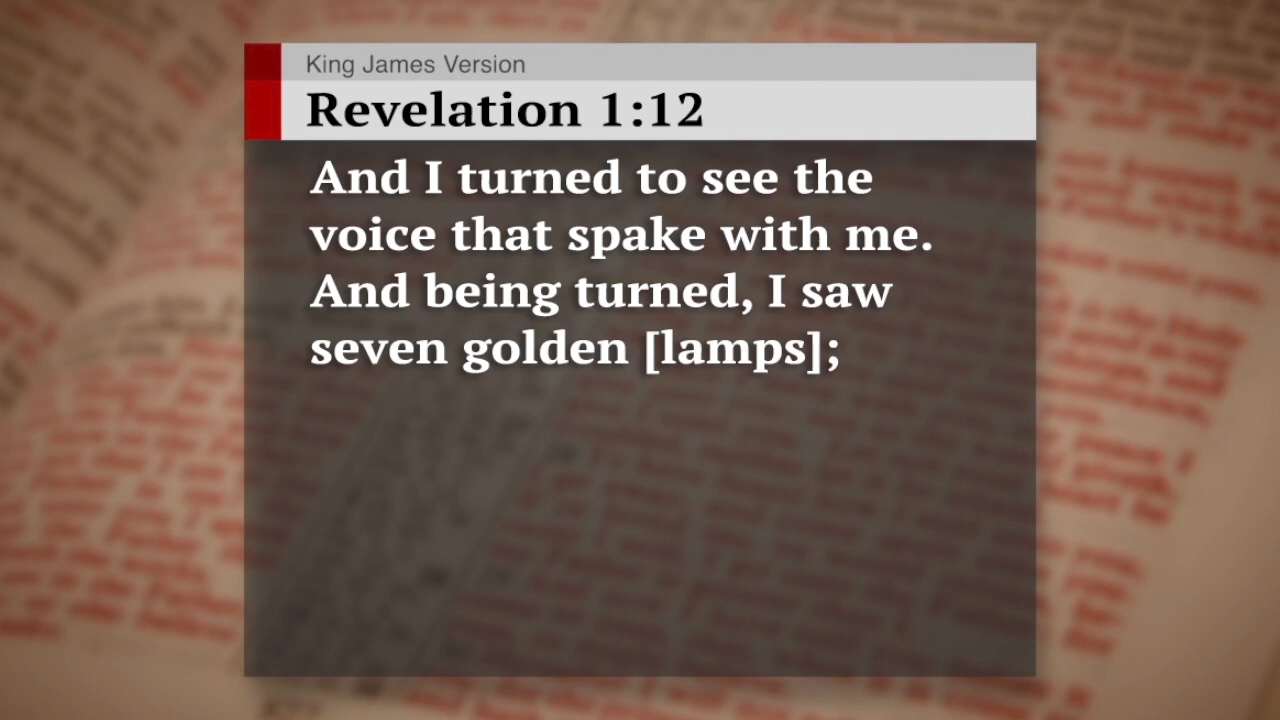 King James Version
Revelation 1:12
And I turned to see the
voice that spake with me.
And being turned, I saw
seven golden [lamps];